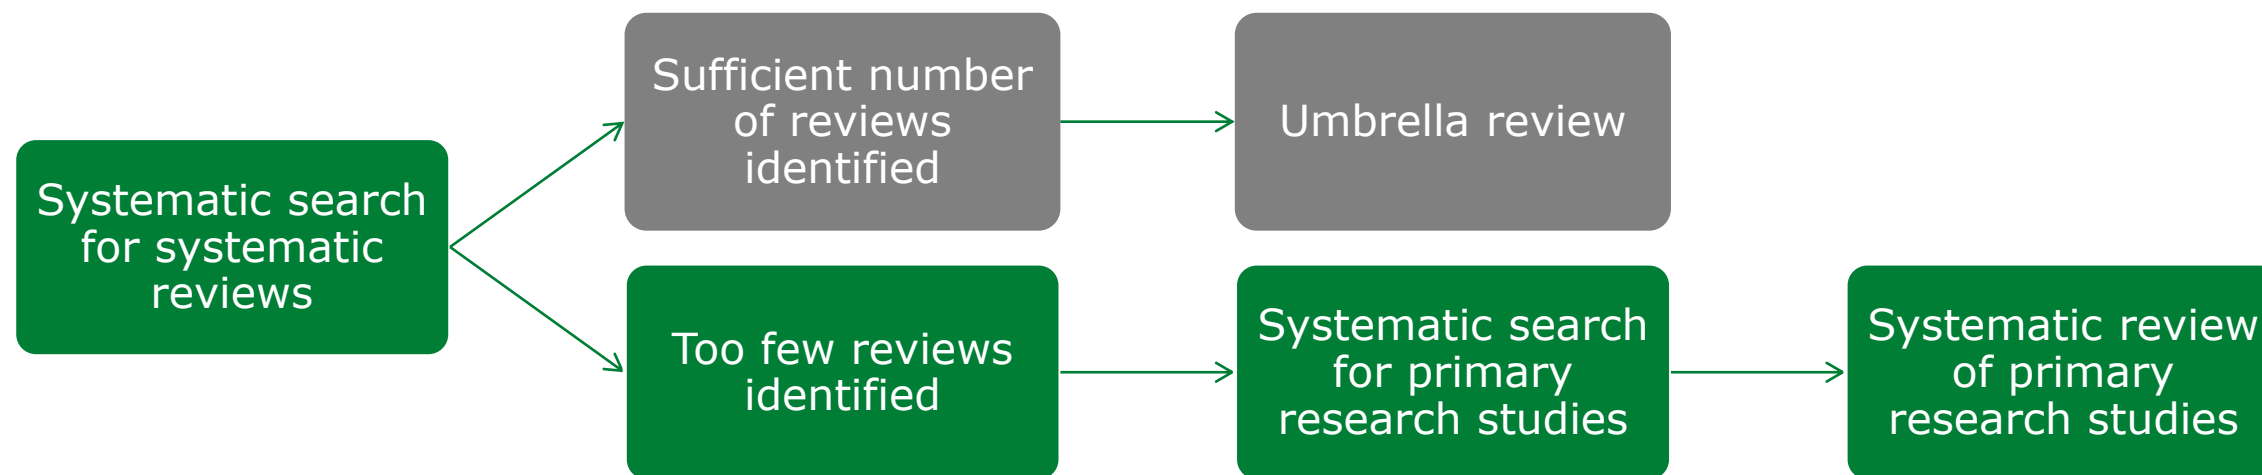 Systematic search
for systematic
reviews
Sufficient number
of reviews
identified
Umbrella review
Too few reviews
identified
Systematic search
for primary
research studies
Systematic review
of primary
research studies